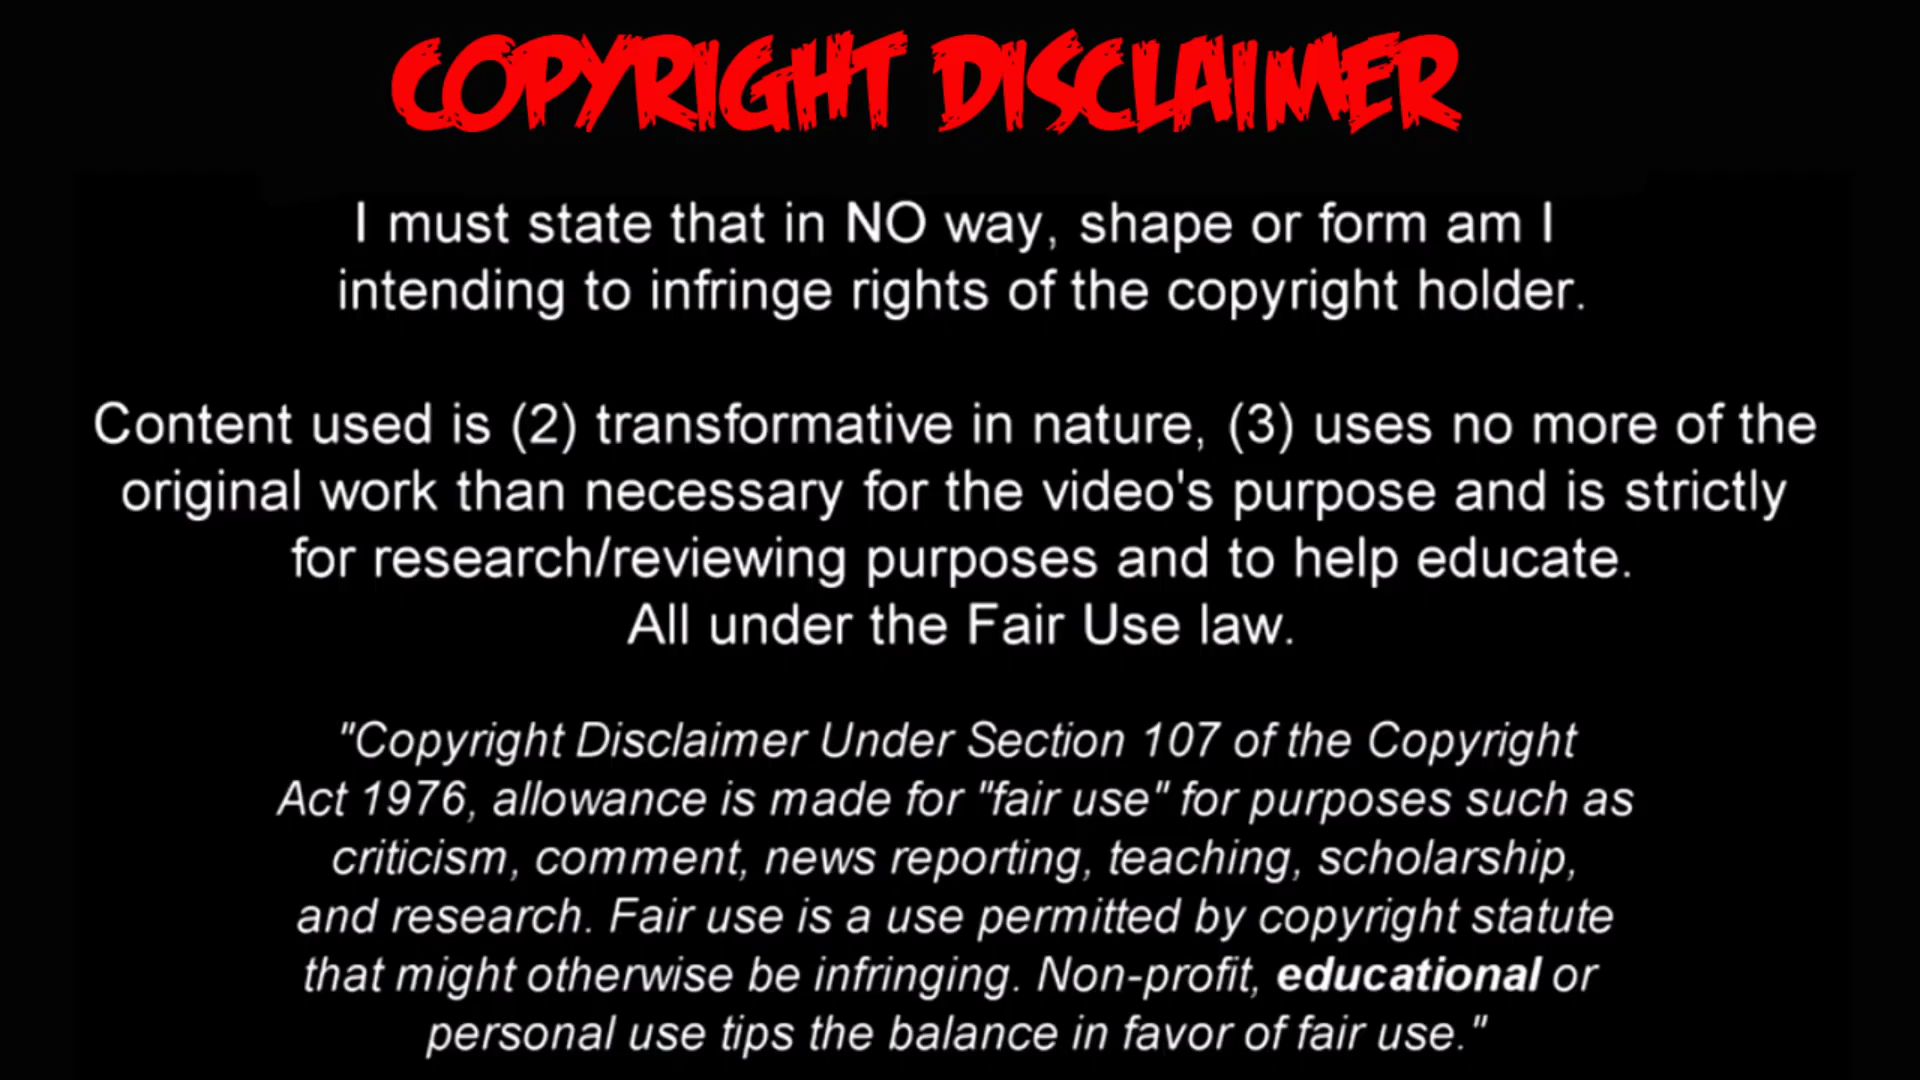 COPYRIGHT DISCLAIMER
I must state that in NO way, shape or form am I
intending to infringe rights of the copyright holder.
Content used is (2) transformative in nature, (3) uses no more of the
original work than necessary for the video's purpose and is strictly
for research/reviewing purposes and to help educate.
All under the Fair Use law.
"Copyright Disclaimer Under Section 107 of the Copyright
Act 1976, allowance is made for "fair use" for purposes such as
criticism, comment, news reporting, teaching, scholarship,
and research. Fair use is a use permitted by copyright statute
that might otherwise be infringing. Non-profit, educational or
personal use tips the balance in favor of fair use."